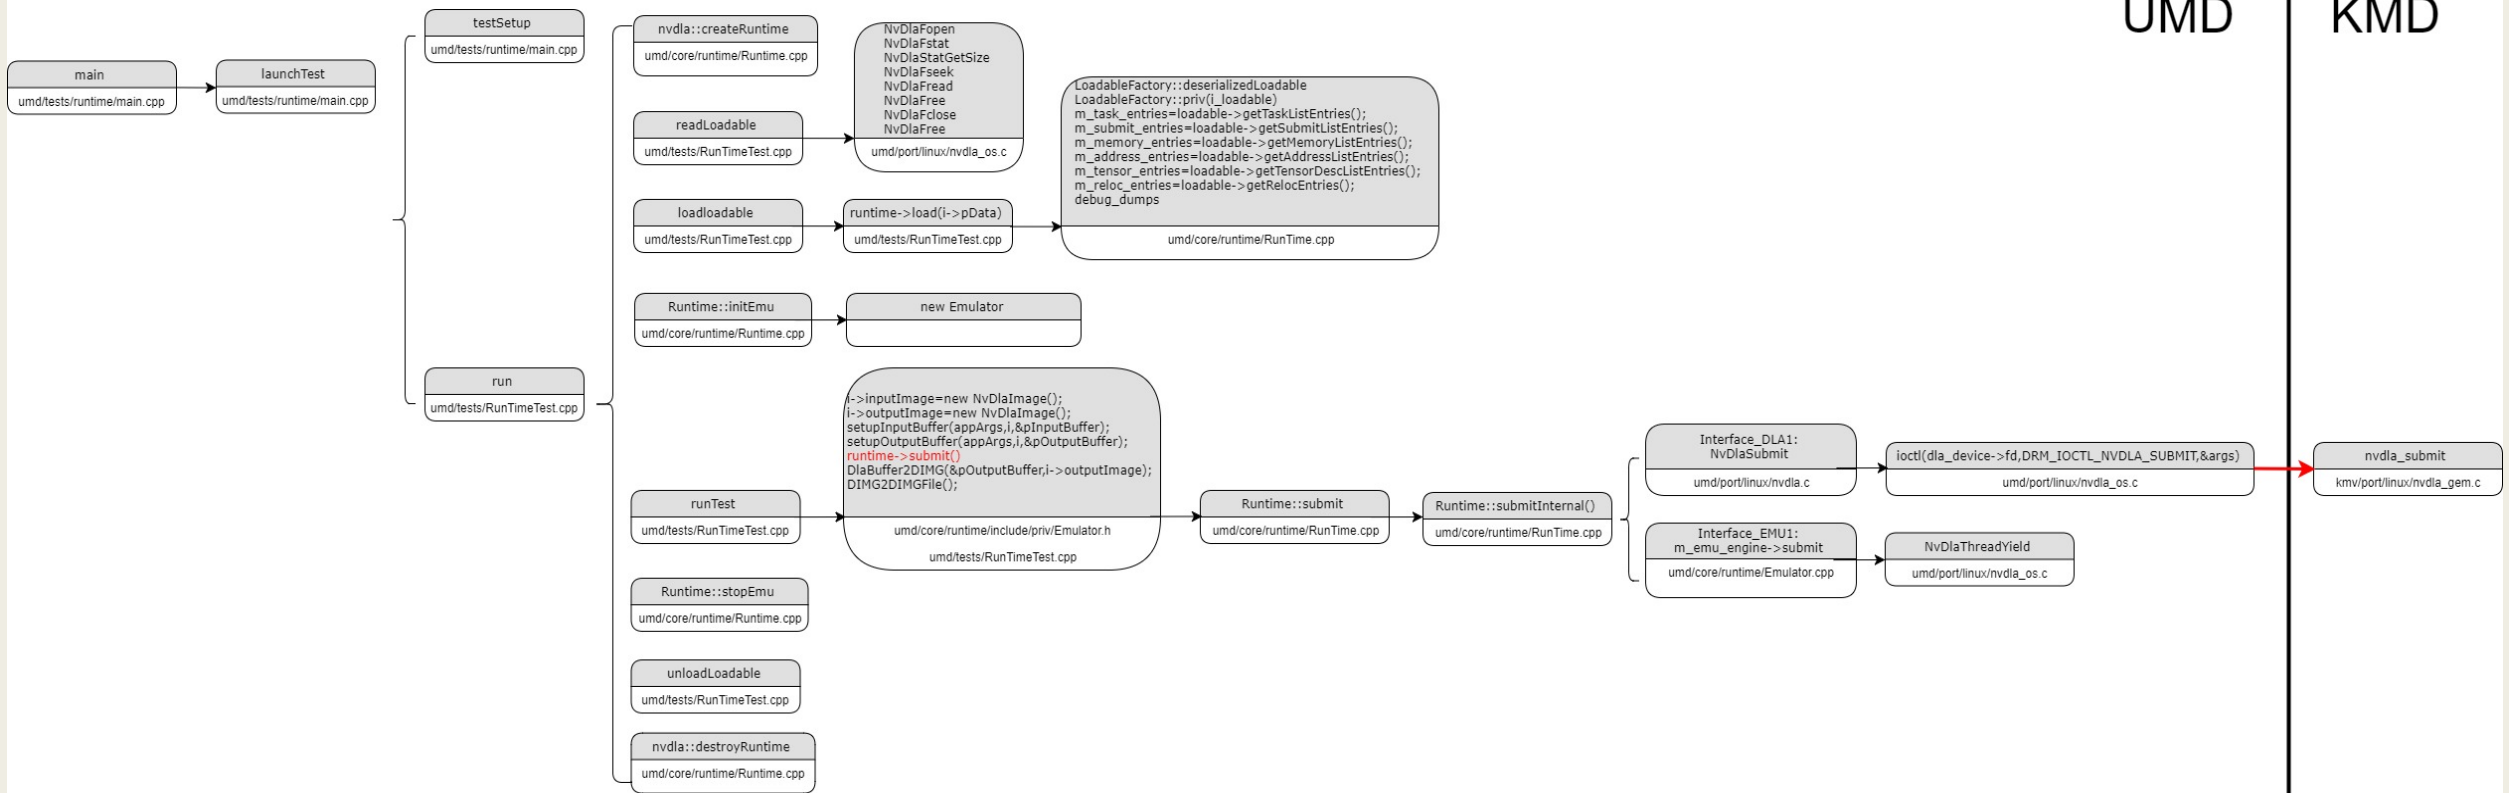 UMD
KMD
main
umd/tests/runtime/main.cpp
launchTest
umd/tests/runtime/main.cpp
testSetup
umd/tests/runtime/main.cpp
run
umd/tests/RunTimeTest.cpp
nvdla::createRuntime
umd/core/runtime/Runtime.cpp
readLoadable
umd/tests/RunTimeTest.cpp
NvDlaFopen
NvDlaFstat
NvDlaStatGetSize
NvDlaFseek
NvDlaFread
NvDlaFree
NvDlaFclose
NvDlaFree
umd/port/linux/nvdla_os.c
loadloadable
umd/tests/RunTimeTest.cpp
runtime->load(i->pData)
umd/tests/RunTimeTest.cpp
LoadableFactory::deserializedLoadable
LoadableFactory::priv(i_loadable)
m_task_entries=loadable->getTaskListEntries();
m_submit_entries=loadable->getSubmitListEntries();
m_memory_entries=loadable->getMemoryListEntries();
m_address_entries=loadable->getAddressListEntries();
m_tensor_entries=loadable->getTensorDescListEntries();
m_reloc_entries=loadable->getRelocEntries();
debug_dumps
umd/core/runtime/RunTime.cpp
Runtime::initEmu
umd/core/runtime/Runtime.cpp
new Emulator
runTest
umd/tests/RunTimeTest.cpp
i->inputImage=new NvDlaImage();
i->outputImage=new NvDlaImage();
setupInputBuffer(appArgs,i,&pInputBuffer);
setupOutputBuffer(appArgs,i,&pOutputBuffer);
runtime->submit()
DlaBuffer2DIMG(&pOutputBuffer,i->outputImage);
DIMG2DIMGFile();
umd/core/runtime/include/priv/Emulator.h
umd/tests/RunTimeTest.cpp
Runtime::submit
umd/core/runtime/RunTime.cpp
Runtime::submitInternal()
umd/core/runtime/RunTime.cpp
Interface_DLA1:
NvDlaSubmit
umd/port/linux/nvdla.c
ioctl(dla_device->fd,DRM_IOCTL_NVDLA_SUBMIT,&args)
umd/port/linux/nvdla_os.c
nvdla_submit
kmv/port/linux/nvdla_gem.c
Interface_EMU1:
m_emu_engine->submit
umd/core/runtime/Emulator.cpp
NvDlaThreadYield
umd/port/linux/nvdla_os.c
Runtime::stopEmu
umd/core/runtime/Runtime.cpp
unloadLoadable
umd/tests/RunTimeTest.cpp
nvdla::destroyRuntime
umd/core/runtime/Runtime.cpp